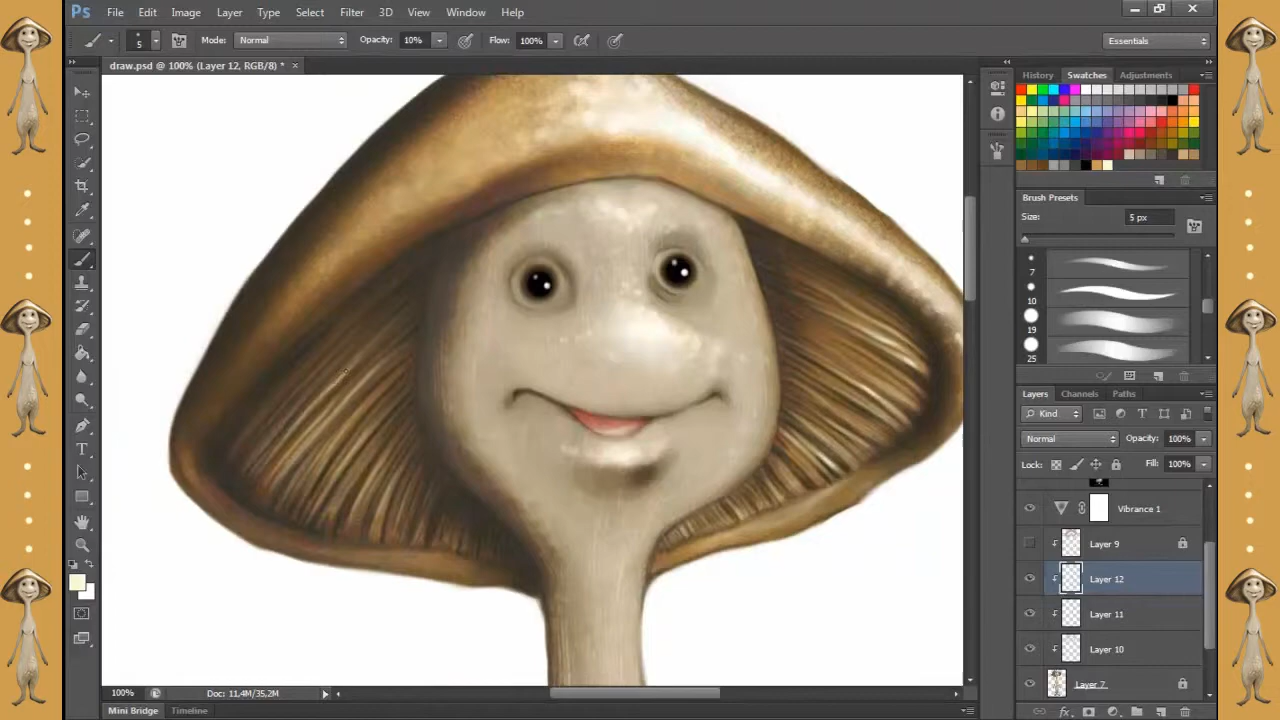 Ps File Edit Image Layer Type Select Filter 3D View Window Help
5 Mode: Normal Opacity: 10% Flow: 100% Essentials
draw.psd @ 100% (Layer 12, RGB/8) * ×
History Swatches Adjustments
Brush Presets
Size: 5 px
7
10
19
25
Layers Channels Paths
Kind
Normal Opacity: 100%
Lock: Fill: 100%
Vibrance 1
Layer 9
Layer 12
Layer 11
Layer 10
Layer 7
100% Doc: 11,4M/35,2M
Mini Bridge Timeline